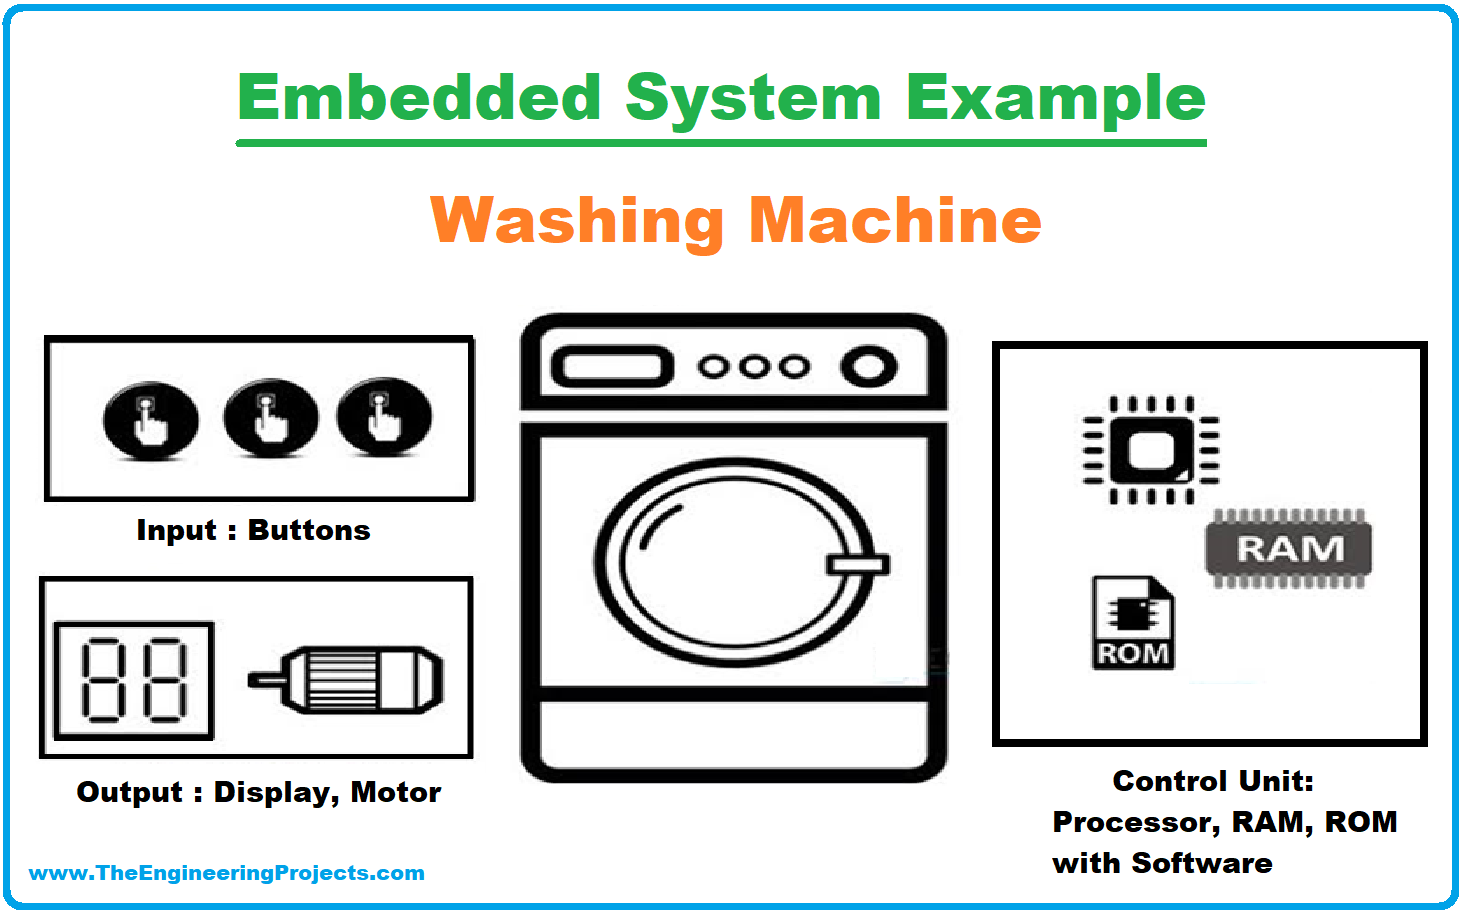 Embedded System Example
Washing Machine
Input : Buttons
88
Output : Display, Motor
RAM
ROM
Control Unit:
Processor, RAM, ROM
with Software
www.TheEngineeringProjects.com